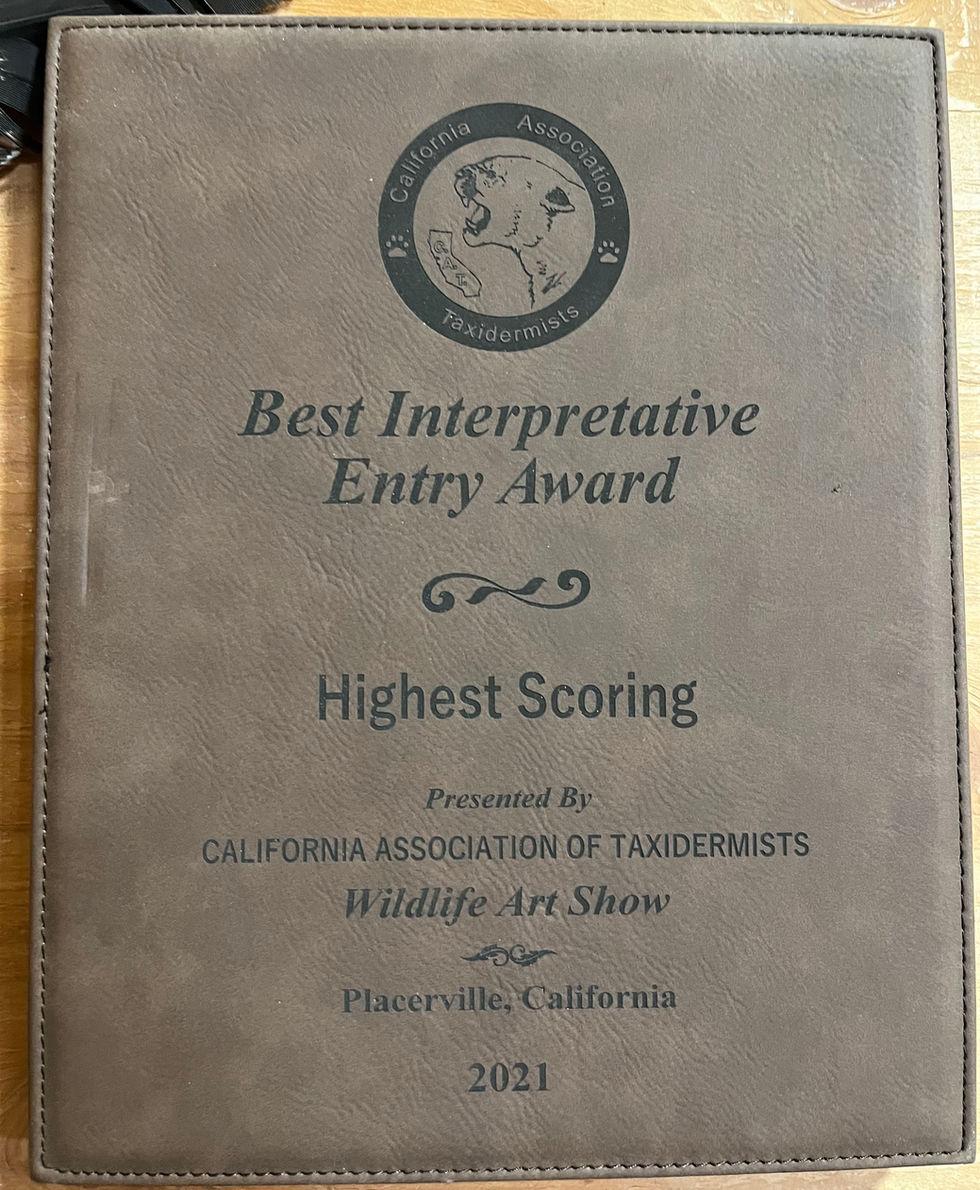 California Association
C.A.T.
Taxidermists
Best Interpretative
Entry Award
Highest Scoring
Presented By
CALIFORNIA ASSOCIATION OF TAXIDERMISTS
Wildlife Art Show
Placerville, California
2021